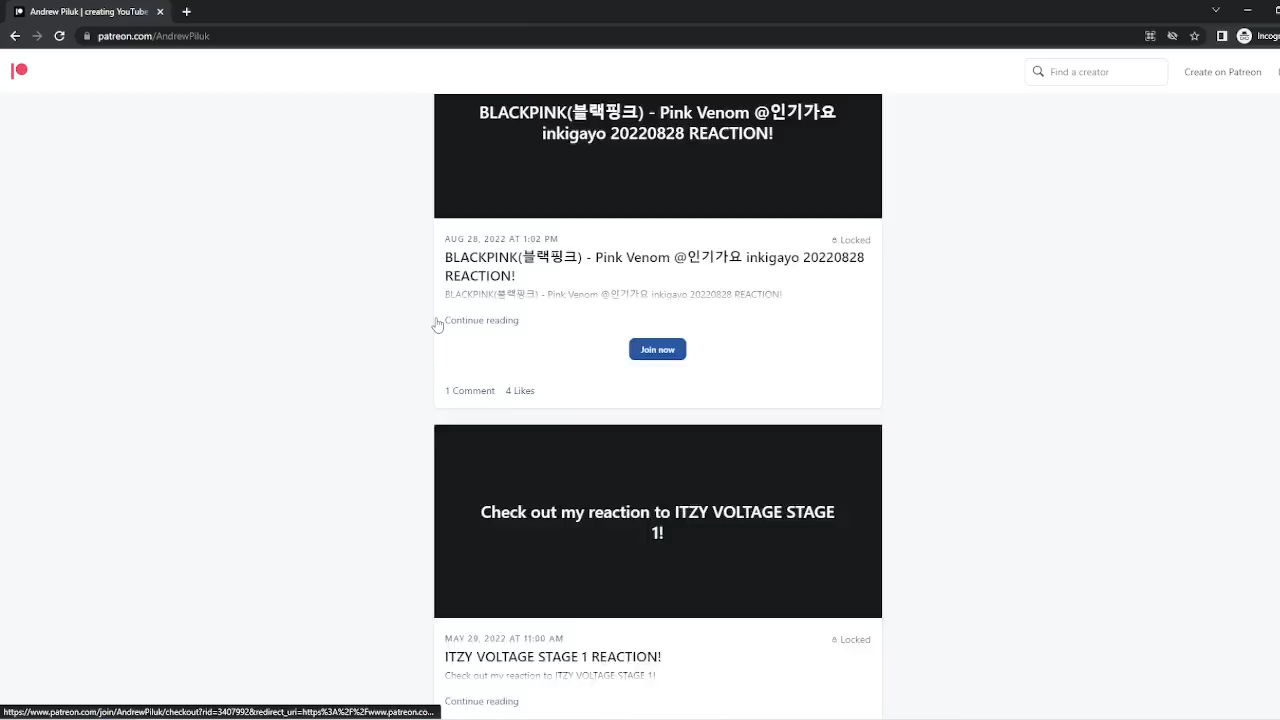 Andrew Piluk | creating YouTube
patreon.com/AndrewPiluk
Incog
Find a creator
Create on Patreon
BLACKPINK(블랙핑크) - Pink Venom @인기가요
inkigayo 20220828 REACTION!
AUG 28, 2022 AT 1:02 PM
Locked
BLACKPINK(블랙핑크) - Pink Venom @인기가요 inkigayo 20220828
REACTION!
BLACKPINK(블랙핑크) - Pink Venom @인기가요 inkigayo 20220828 REACTION!
Continue reading
Join now
1 Comment 4 Likes
Check out my reaction to ITZY VOLTAGE STAGE
1!
MAY 29, 2022 AT 11:00 AM
Locked
ITZY VOLTAGE STAGE 1 REACTION!
Check out my reaction to ITZY VOLTAGE STAGE 1!
Continue reading
https://www.patreon.com/join/AndrewPiluk/checkout?rid=3407992&redirect_uri=https%3A%2F%2Fwww.patreon.co...